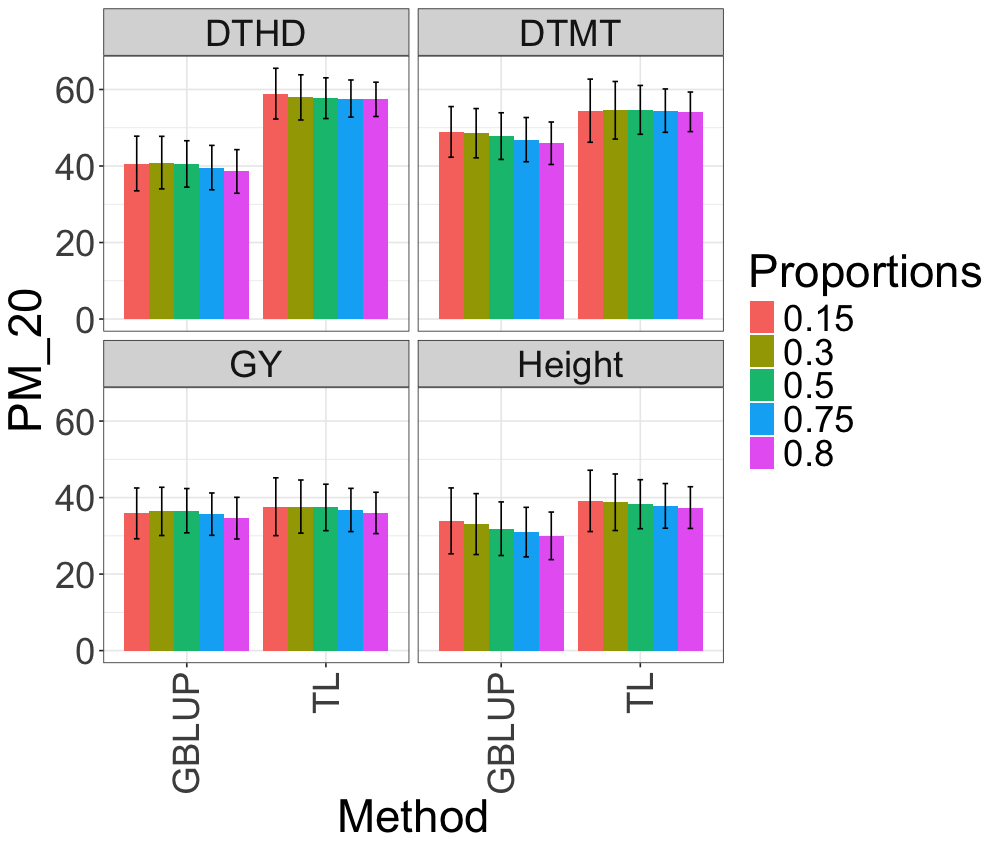 DTHD
DTMT
60
40
20
0
GY
Height
60
40
20
0
PM_20
GBLUP
TL
GBLUP
TL
Method
Proportions
0.15
0.3
0.5
0.75
0.8